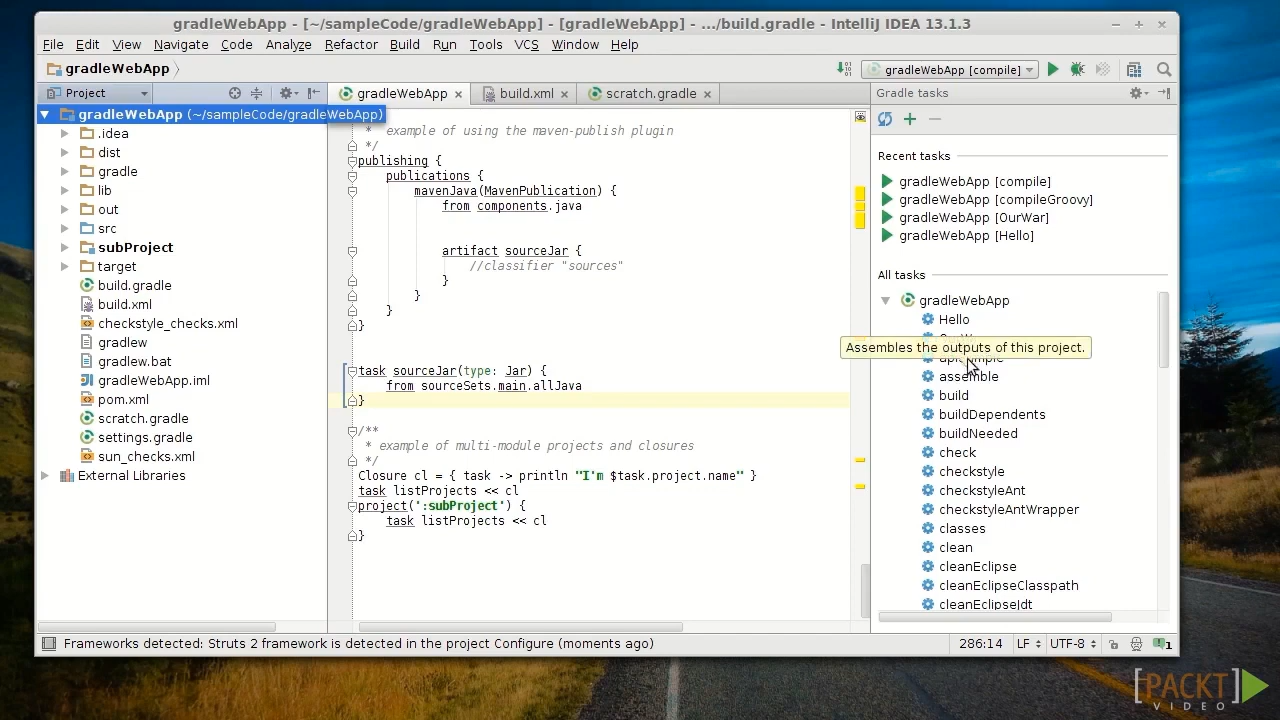 gradleWebApp - [~/sampleCode/gradleWebApp] - [gradleWebApp] - .../build.gradle - IntelliJ IDEA 13.1.3
File Edit View Navigate Code Analyze Refactor Build Run Tools VCS Window Help
gradleWebApp
gradleWebApp [compile]
Project
gradleWebApp
build.xml
scratch.gradle
Gradle tasks
gradleWebApp (~/sampleCode/gradleWebApp)
.idea
dist
gradle
lib
out
src
subProject
target
build.gradle
build.xml
checkstyle_checks.xml
gradlew
gradlew.bat
gradleWebApp.iml
pom.xml
scratch.gradle
settings.gradle
sun_checks.xml
External Libraries
* example of using the maven-publish plugin
*/
publishing {
publications {
mavenJava(MavenPublication) {
from components.java
artifact sourceJar {
//classifier "sources"
}
}
}
}
task sourceJar(type: Jar) {
from sourceSets.main.allJava
}
/**
* example of multi-module projects and closures
*/
Closure cl = { task -> println "I'm $task.project.name" }
task listProjects << cl
project(':subProject') {
task listProjects << cl
}
Recent tasks
gradleWebApp [compile]
gradleWebApp [compileGroovy]
gradleWebApp [OurWar]
gradleWebApp [Hello]
All tasks
gradleWebApp
Hello
Assembles the outputs of this project.
assemble
build
buildDependents
buildNeeded
check
checkstyle
checkstyleAnt
checkstyleAntWrapper
classes
clean
cleanEclipse
cleanEclipseClasspath
cleanEclipseJdt
Frameworks detected: Struts 2 framework is detected in the project Configure (moments ago)
286:14 LF UTF-8 1
[PACKT]
VIDEO